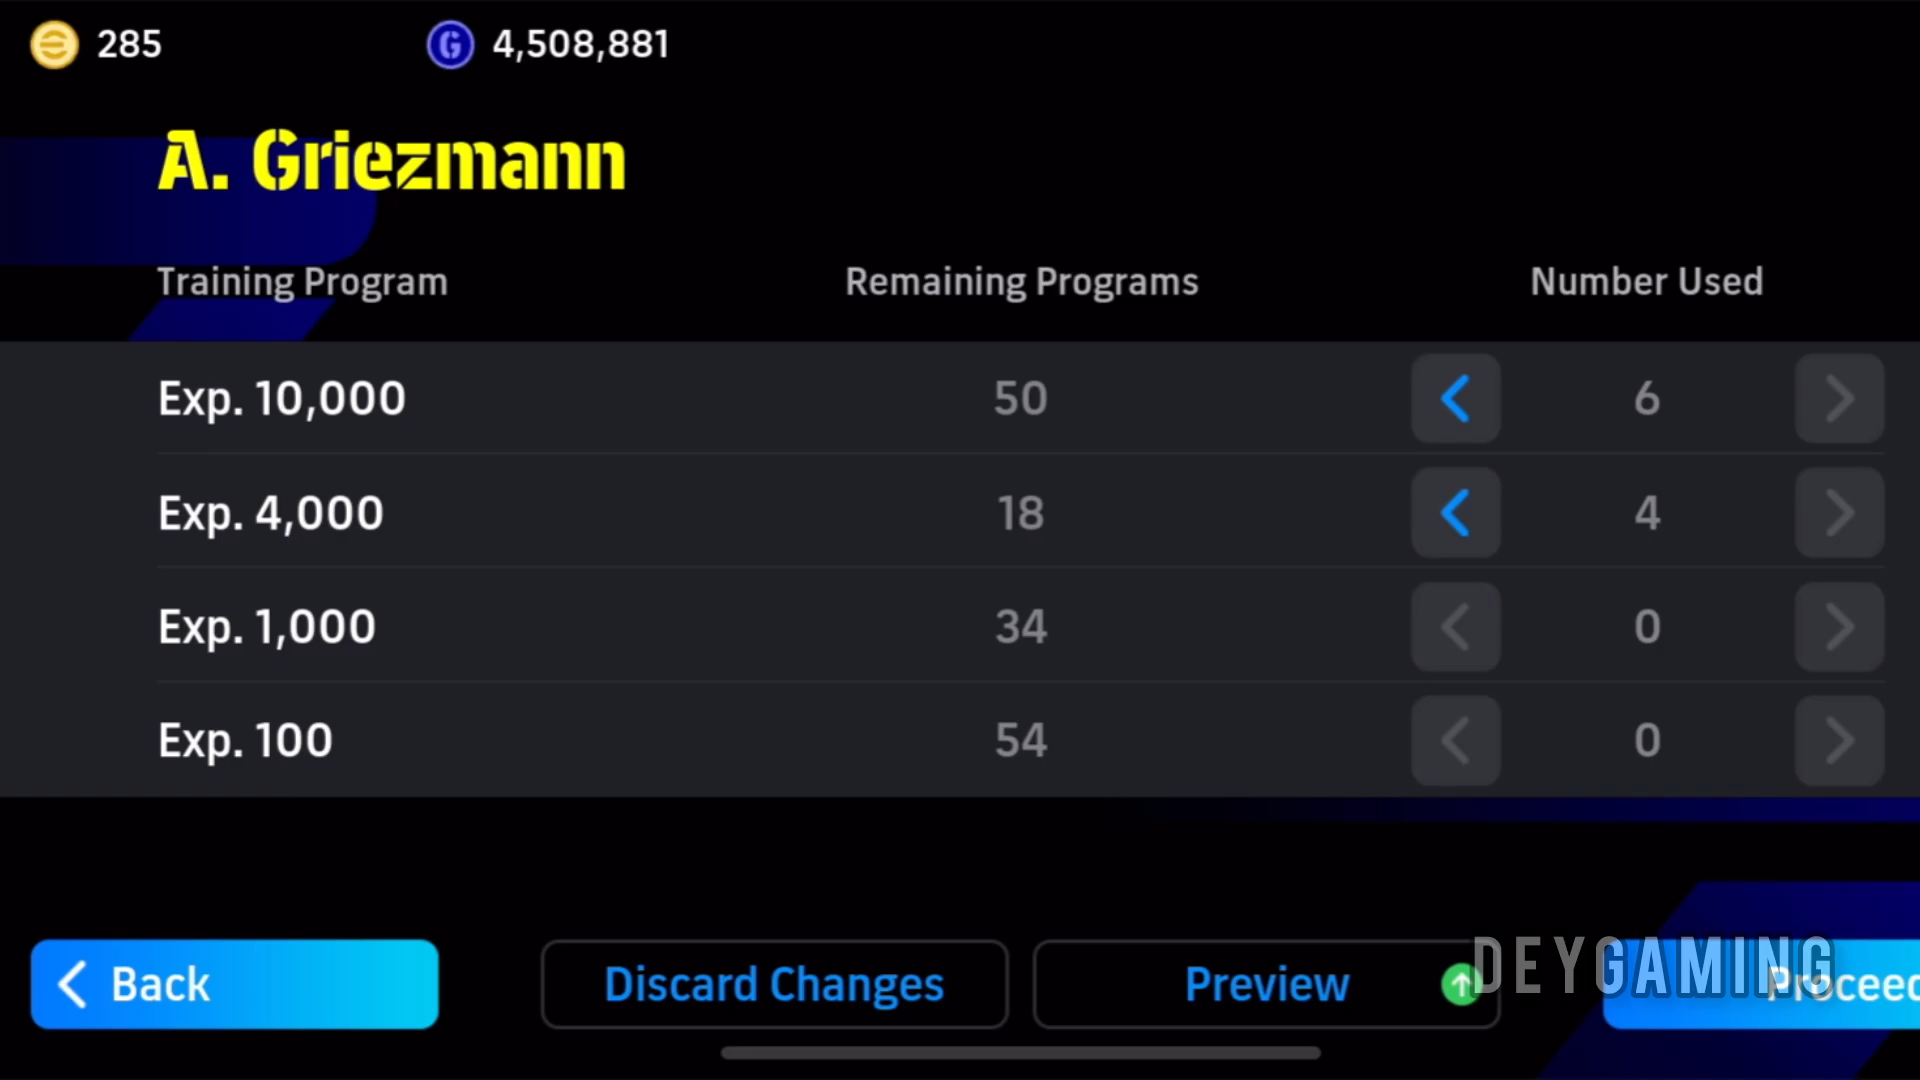 285 4,508,881
A. Griezmann
Training Program Remaining Programs Number Used
Exp. 10,000 50 6
Exp. 4,000 18 4
Exp. 1,000 34 0
Exp. 100 54 0
Back Discard Changes Preview Proceed
DEYGAMING